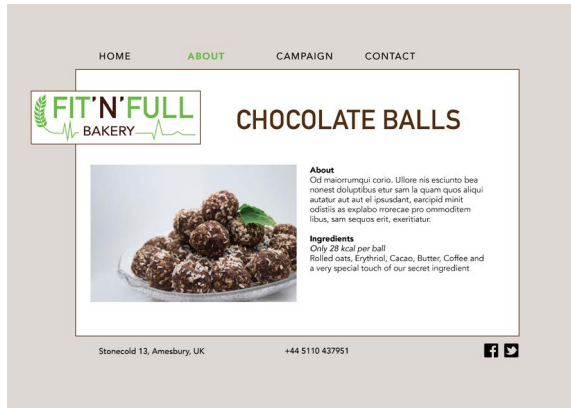 HOME ABOUT CAMPAIGN CONTACT
FIT'N'FULL
BAKERY
CHOCOLATE BALLS
About
Od maiorrumqui corio. Ullore nis esciunto bea
nonest doluptibus etur sam la quam quos aliqui
autatur aut aut el ipsusdant, earcipid minit
odistiis as explabo rrorecae pro ommoditem
libus, sam sequos erit, exeritiatur.
Ingredients
Only 28 kcal per ball
Rolled oats, Erythriol, Cacao, Butter, Coffee and
a very special touch of our secret ingredient
Stonecold 13, Amesbury, UK
+44 5110 437951